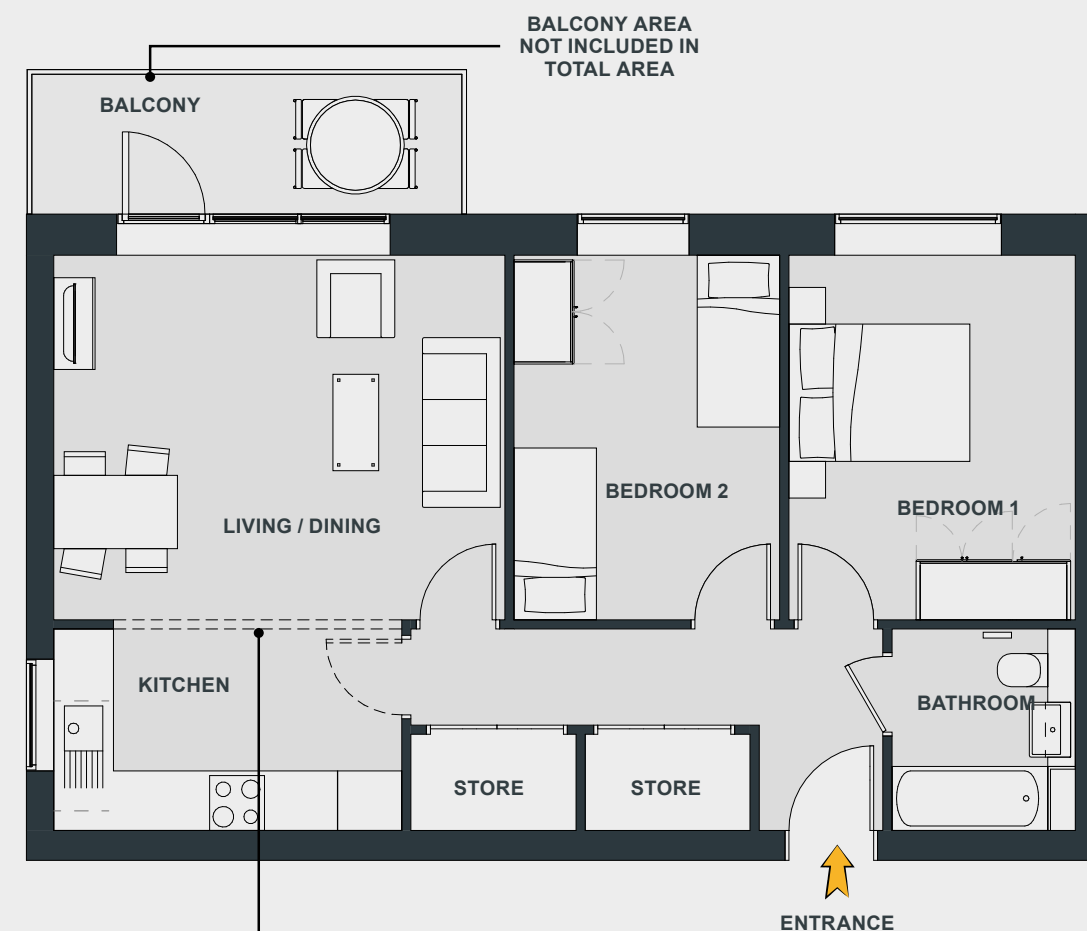 BALCONY AREA
NOT INCLUDED IN
TOTAL AREA
BALCONY
BEDROOM 2
BEDROOM 1
LIVING / DINING
KITCHEN
BATHROOM
STORE
STORE
ENTRANCE